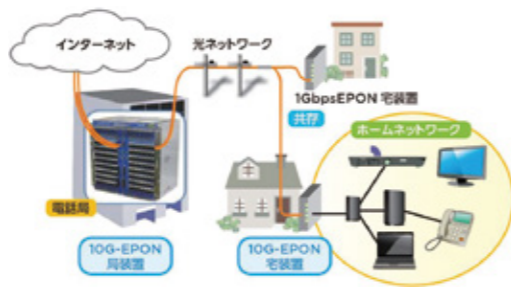 インターネット
光ネットワーク
1GbpsEPON 宅装置
共存
ホームネットワーク
電話局
10G-EPON
局装置
10G-EPON
宅装置